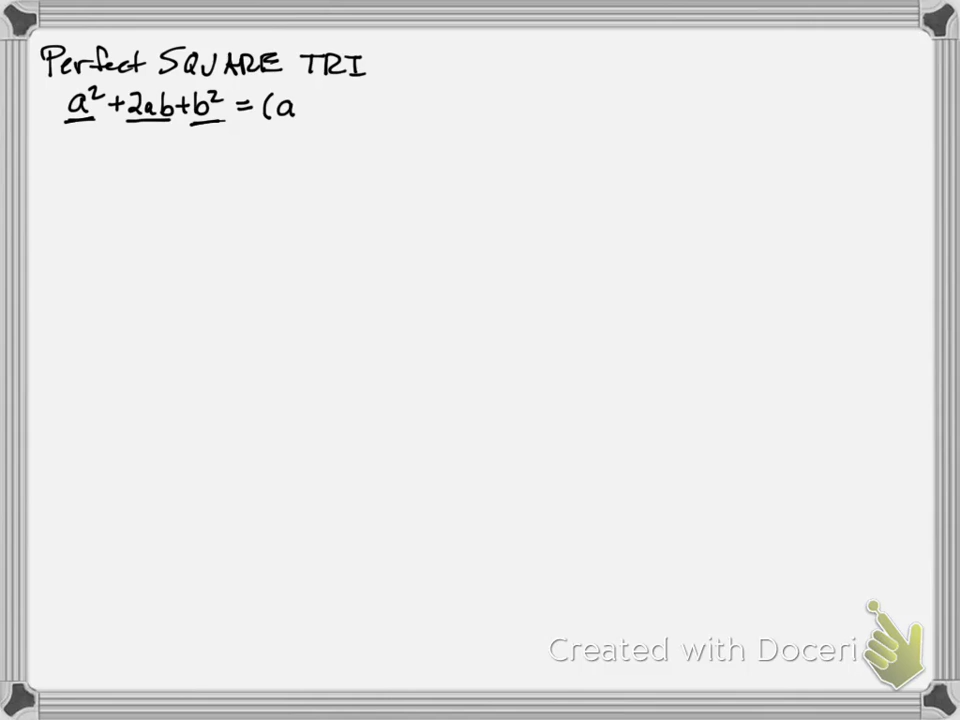 Perfect SQUARE TRI
a²+2ab+b² = (a
Created with Doceri